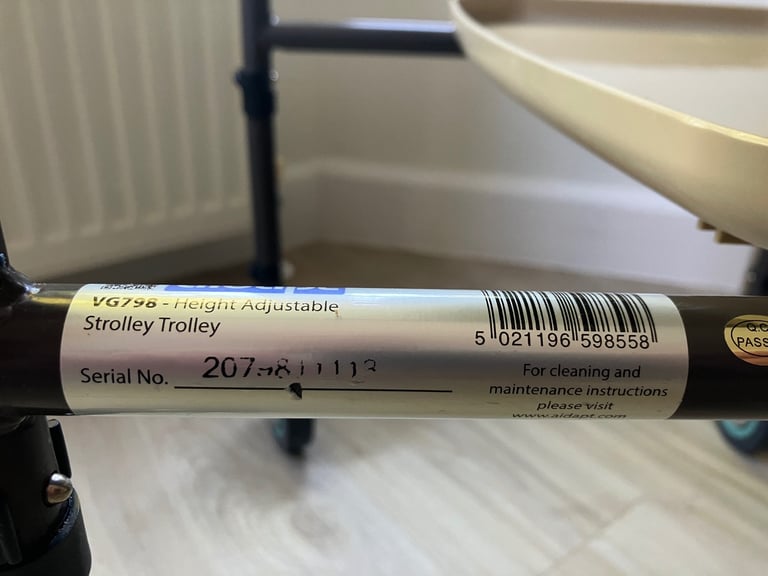 VG798 - Height Adjustable
Strolley Trolley
Serial No.
5 021196 598558
For cleaning and
maintenance instructions
please visit
www.aidapt.com
Q.C
PASS